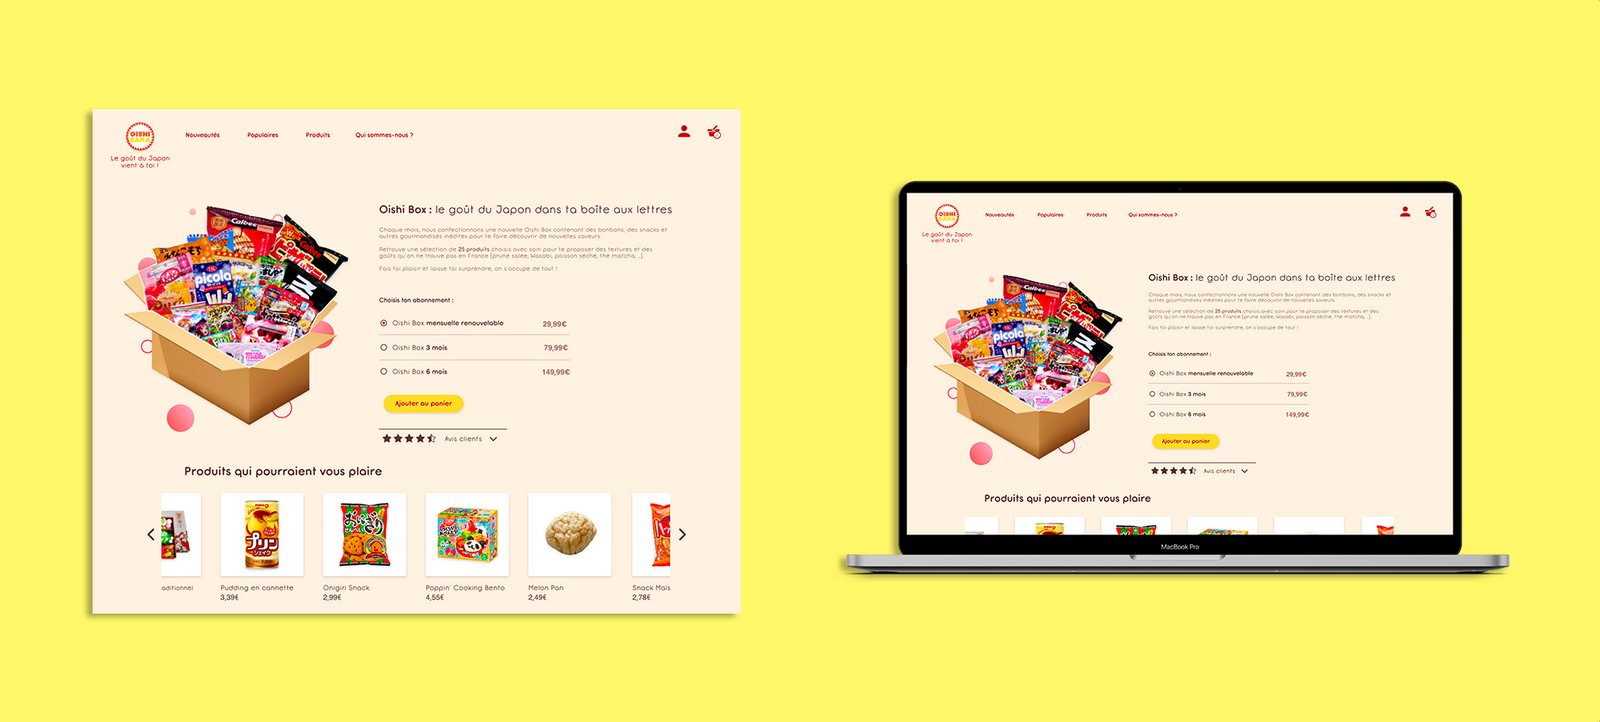 OISHI
SAMA
Le goût du Japon
vient à toi !
Nouveautés
Populaires
Produits
Qui sommes-nous ?
Calbee
picola
Oishi Box : le goût du Japon dans ta boîte aux lettres
Chaque mois, nous confectionnons une nouvelle Oishi Box contenant des bonbons, des snacks et
autres gourmandises inédites pour te faire découvrir de nouvelles saveurs.
Retrouve une sélection de 25 produits choisis avec soin pour te proposer des textures et des
goûts qu'on ne trouve pas en France (prune salée, wasabi, poisson séché, thé matcha, ..).
Fais toi plaisir et laisse toi surprendre, on s'occupe de tout !
Choisis ton abonnement :
Oishi Box mensuelle renouvelable 29,99€
Oishi Box 3 mois 79,99€
Oishi Box 6 mois 149,99€
Ajouter au panier
Avis clients
Produits qui pourraient vous plaire
プリン
おにぎり
aditionnel
Pudding en cannette
3,39€
Onigiri Snack
2,99€
Poppin' Cooking Bento
4,55€
Melon Pan
2,49€
Snack Maïs
2,78€
OISHI
SAMA
Le goût du Japon
vient à toi !
Nouveautés
Populaires
Produits
Qui sommes-nous ?
Calbee
picola
Oishi Box : le goût du Japon dans ta boîte aux lettres
Chaque mois, nous confectionnons une nouvelle Oishi Box contenant des bonbons, des snacks et
autres gourmandises inédites pour te faire découvrir de nouvelles saveurs.
Retrouve une sélection de 25 produits choisis avec soin pour te proposer des textures et des
goûts qu'on ne trouve pas en France (prune salée, wasabi, poisson séché, thé matcha, ..).
Fais toi plaisir et laisse toi surprendre, on s'occupe de tout !
Choisis ton abonnement :
Oishi Box mensuelle renouvelable 29,99€
Oishi Box 3 mois 79,99€
Oishi Box 6 mois 149,99€
Ajouter au panier
Avis clients
Produits qui pourraient vous plaire
MacBook Pro